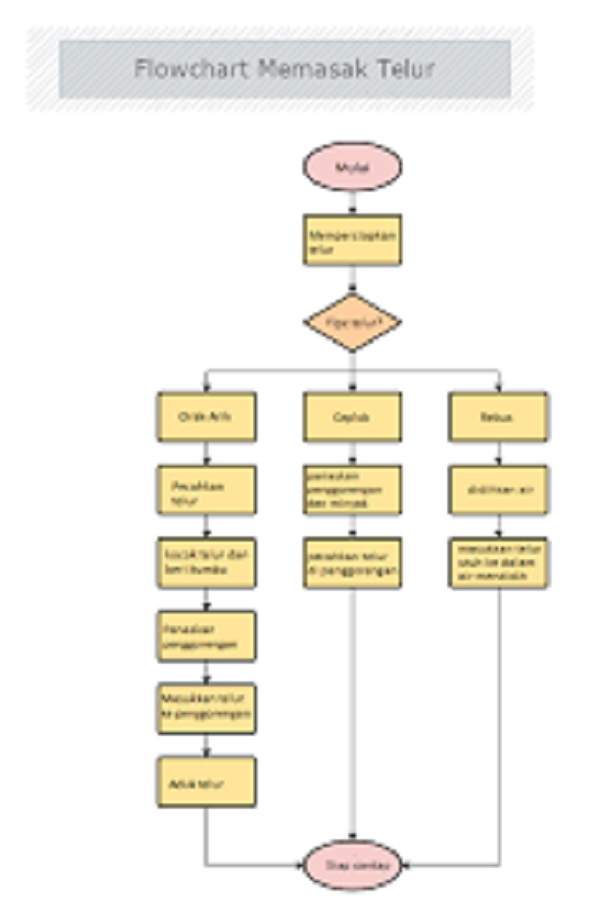 Flowchart Memasak Telur
Mulai
Mempersiapkan
telur
Tipe telur?
Orak Arik
Ceplok
Rebus
Pecahkan
telur
panaskan
penggorengan
dan minyak
didihkan air
kocok telur dan
beri bumbu
pecahkan telur
di penggorengan
masukkan telur
utuh ke dalam
air mendidih
Panaskan
penggorengan
Masukkan telur
ke penggorengan
Aduk telur
Siap santap